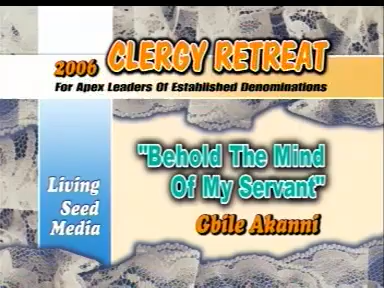 2006 CLERGY RETREAT
For Apex Leaders Of Established Denominations
"Behold The Mind
Of My Servant"
Living
Seed
Media
Gbile Akanni